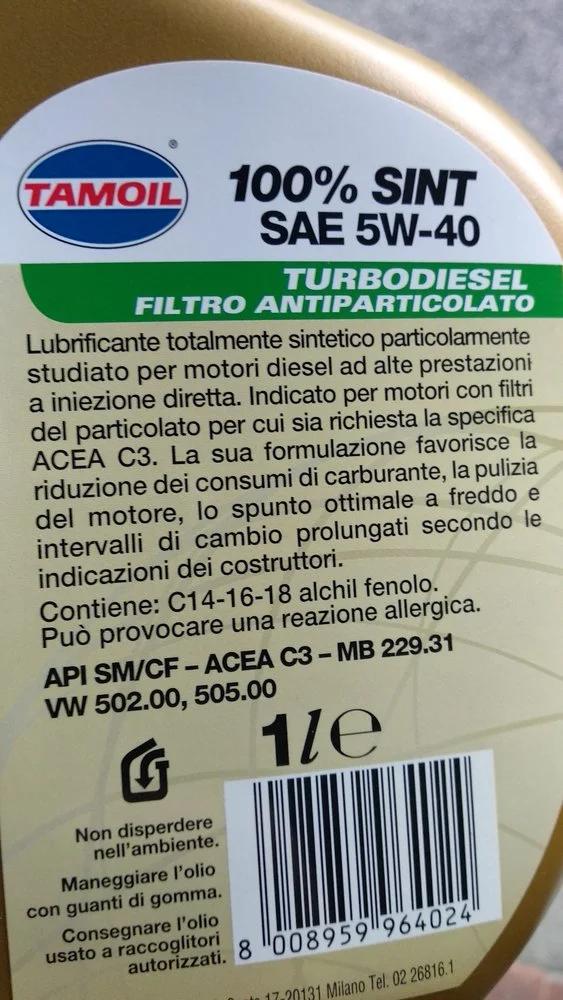 TAMOIL
®
100% SINT
SAE 5W-40
TURBODIESEL
FILTRO ANTIPARTICOLATO
Lubrificante totalmente sintetico particolarmente
studiato per motori diesel ad alte prestazioni
a iniezione diretta. Indicato per motori con filtri
del particolato per cui sia richiesta la specifica
ACEA C3. La sua formulazione favorisce la
riduzione dei consumi di carburante, la pulizia
del motore, lo spunto ottimale a freddo e
intervalli di cambio prolungati secondo le
indicazioni dei costruttori.
Contiene: C14-16-18 alchil fenolo.
Può provocare una reazione allergica.
API SM/CF – ACEA C3 – MB 229.31
VW 502.00, 505.00
1 l e
Non disperdere
nell'ambiente.
Maneggiare l'olio
con guanti di gomma.
Consegnare l'olio
usato a raccoglitori
autorizzati.
8 008959 964024
17-20131 Milano Tel. 02 26816.1